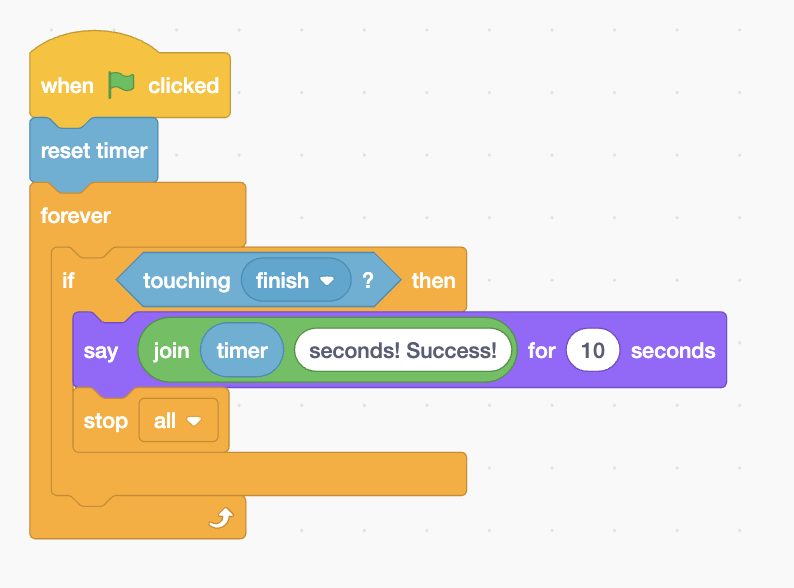 when clicked
reset timer
forever
if touching finish ? then
say join timer seconds! Success! for 10 seconds
stop all